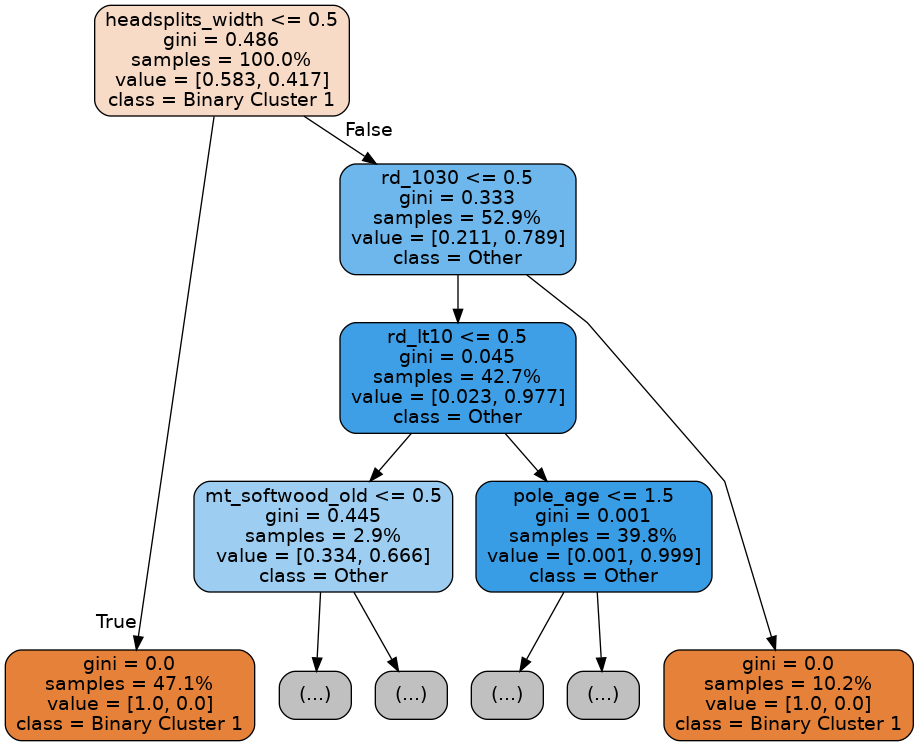 headsplits_width <= 0.5
gini = 0.486
samples = 100.0%
value = [0.583, 0.417]
class = Binary Cluster 1
False
rd_1030 <= 0.5
gini = 0.333
samples = 52.9%
value = [0.211, 0.789]
class = Other
rd_lt10 <= 0.5
gini = 0.045
samples = 42.7%
value = [0.023, 0.977]
class = Other
mt_softwood_old <= 0.5
gini = 0.445
samples = 2.9%
value = [0.334, 0.666]
class = Other
pole_age <= 1.5
gini = 0.001
samples = 39.8%
value = [0.001, 0.999]
class = Other
True
gini = 0.0
samples = 47.1%
value = [1.0, 0.0]
class = Binary Cluster 1
(...)
(...)
(...)
(...)
gini = 0.0
samples = 10.2%
value = [1.0, 0.0]
class = Binary Cluster 1